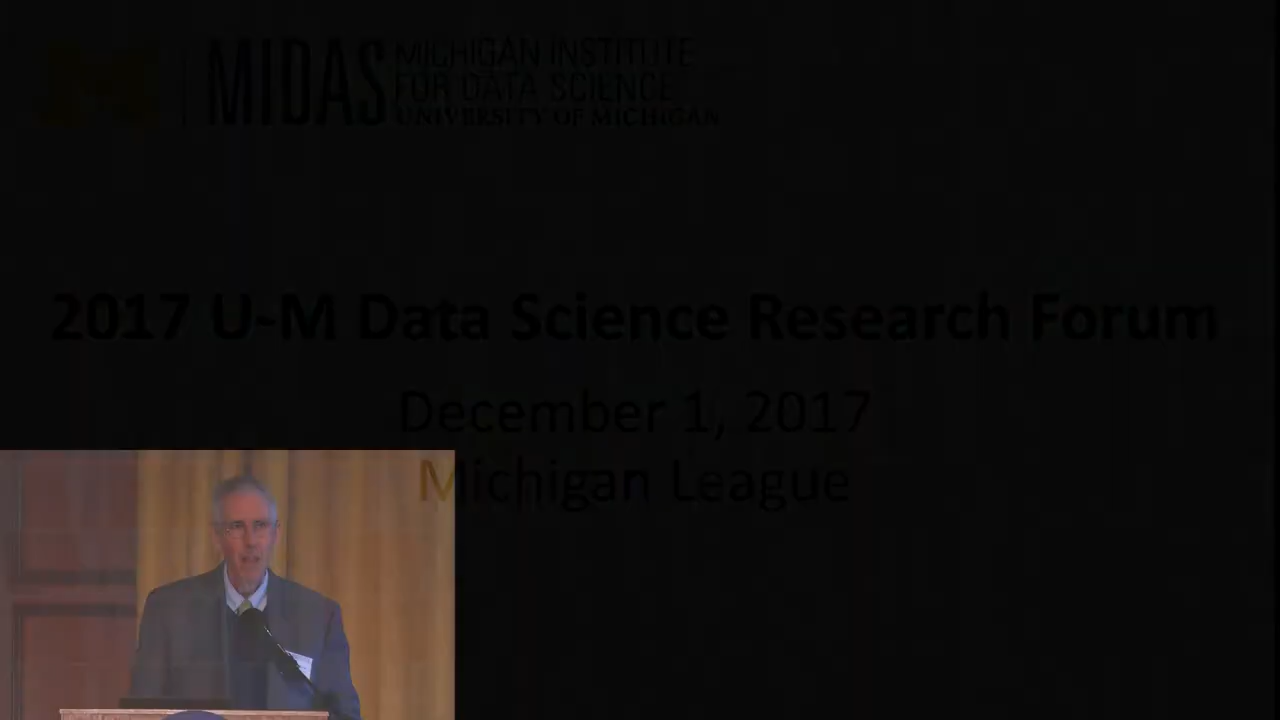 MIDAS
MICHIGAN INSTITUTE
FOR DATA SCIENCE
UNIVERSITY OF MICHIGAN
2017 U-M Data Science Research Forum
December 1, 2017
Michigan League